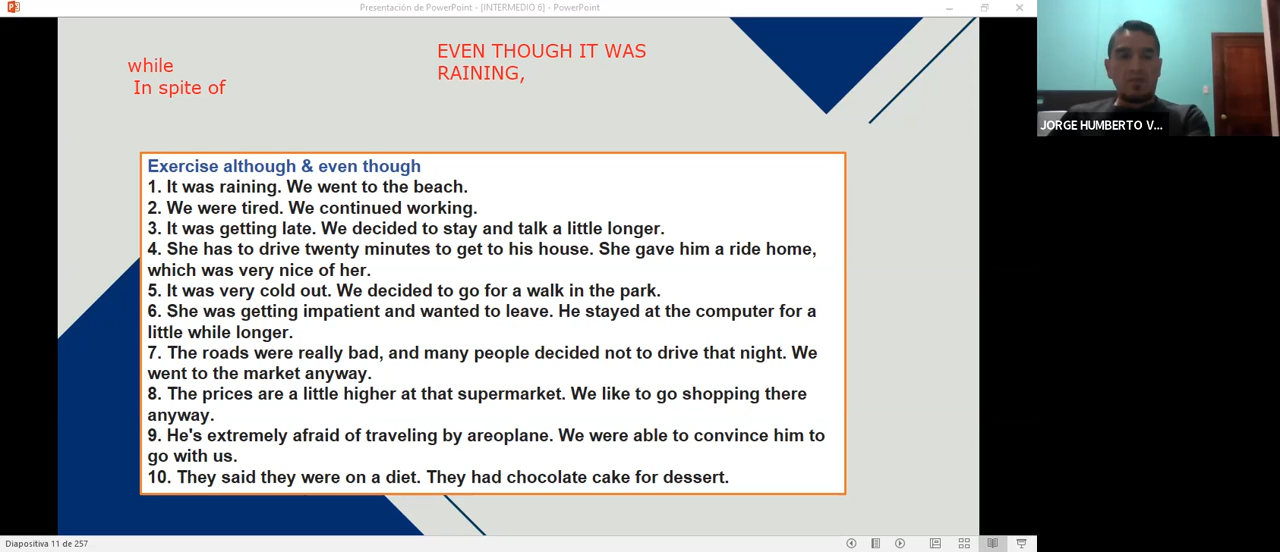 Presentación de PowerPoint - [INTERMEDIO 6] - PowerPoint
while
In spite of
EVEN THOUGH IT WAS
RAINING,
Exercise although & even though
1. It was raining. We went to the beach.
2. We were tired. We continued working.
3. It was getting late. We decided to stay and talk a little longer.
4. She has to drive twenty minutes to get to his house. She gave him a ride home,
which was very nice of her.
5. It was very cold out. We decided to go for a walk in the park.
6. She was getting impatient and wanted to leave. He stayed at the computer for a
little while longer.
7. The roads were really bad, and many people decided not to drive that night. We
went to the market anyway.
8. The prices are a little higher at that supermarket. We like to go shopping there
anyway.
9. He's extremely afraid of traveling by areoplane. We were able to convince him to
go with us.
10. They said they were on a diet. They had chocolate cake for dessert.
JORGE HUMBERTO V...
Diapositiva 11 de 257